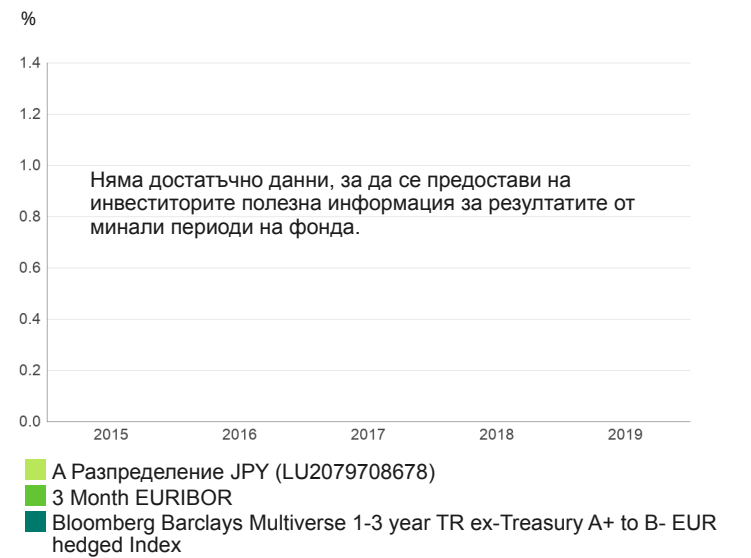 %
1.4
1.2
1.0
Няма достатъчно данни, за да се предостави на
инвеститорите полезна информация за резултатите от
минали периоди на фонда.
0.8
0.6
0.4
0.2
0.0
2015 2016 2017 2018 2019
A Разпределение JPY (LU2079708678)
3 Month EURIBOR
Bloomberg Barclays Multiverse 1-3 year TR ex-Treasury A+ to B- EUR
hedged Index